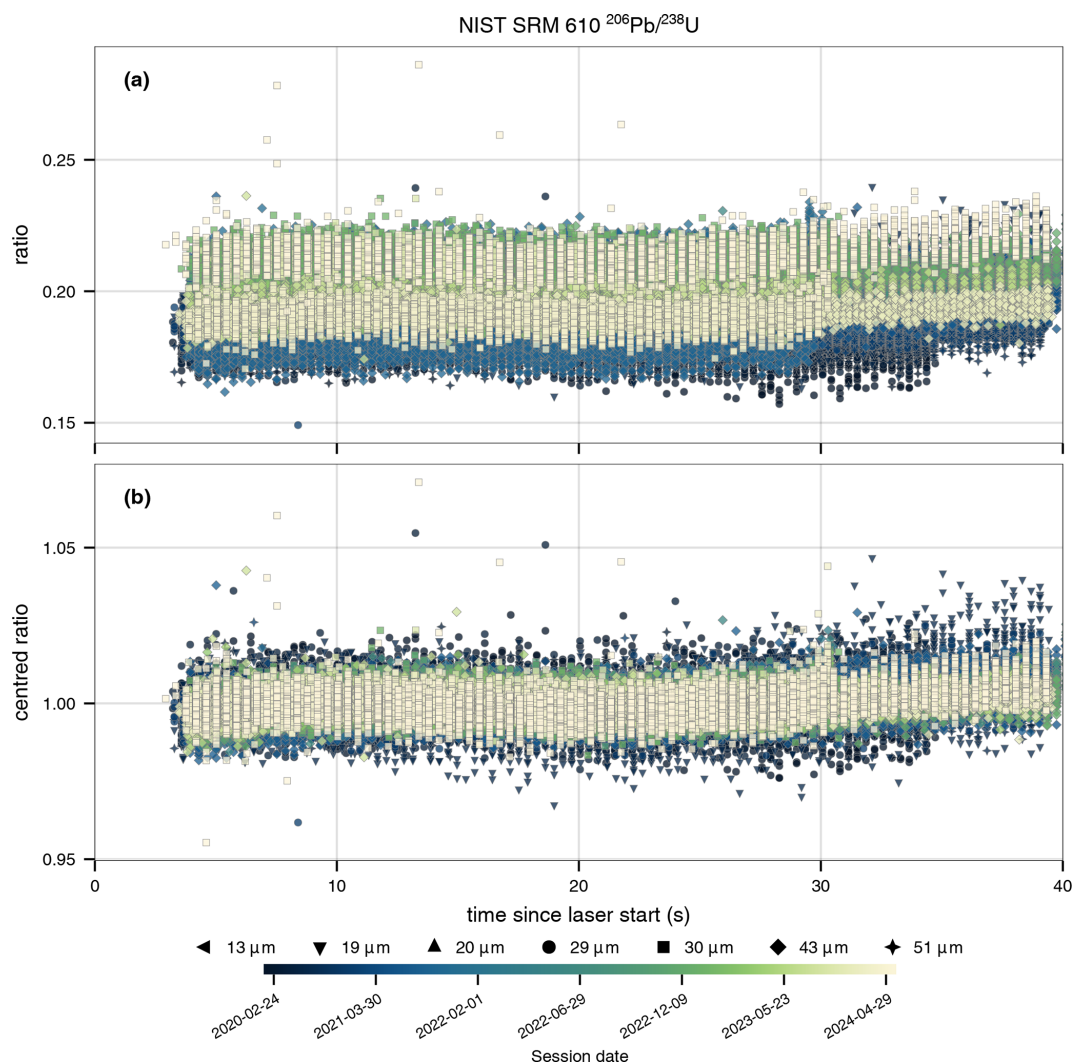 NIST SRM 610 ²⁰⁶Pb/²³⁸U
(a)
0.25
0.20
0.15
ratio
(b)
1.05
1.00
0.95
centred ratio
0 10 20 30 40
time since laser start (s)
13 μm 19 μm 20 μm 29 μm 30 μm 43 μm 51 μm
2020-02-24 2021-03-30 2022-02-01 2022-06-29 2022-12-09 2023-05-23 2024-04-29
Session date